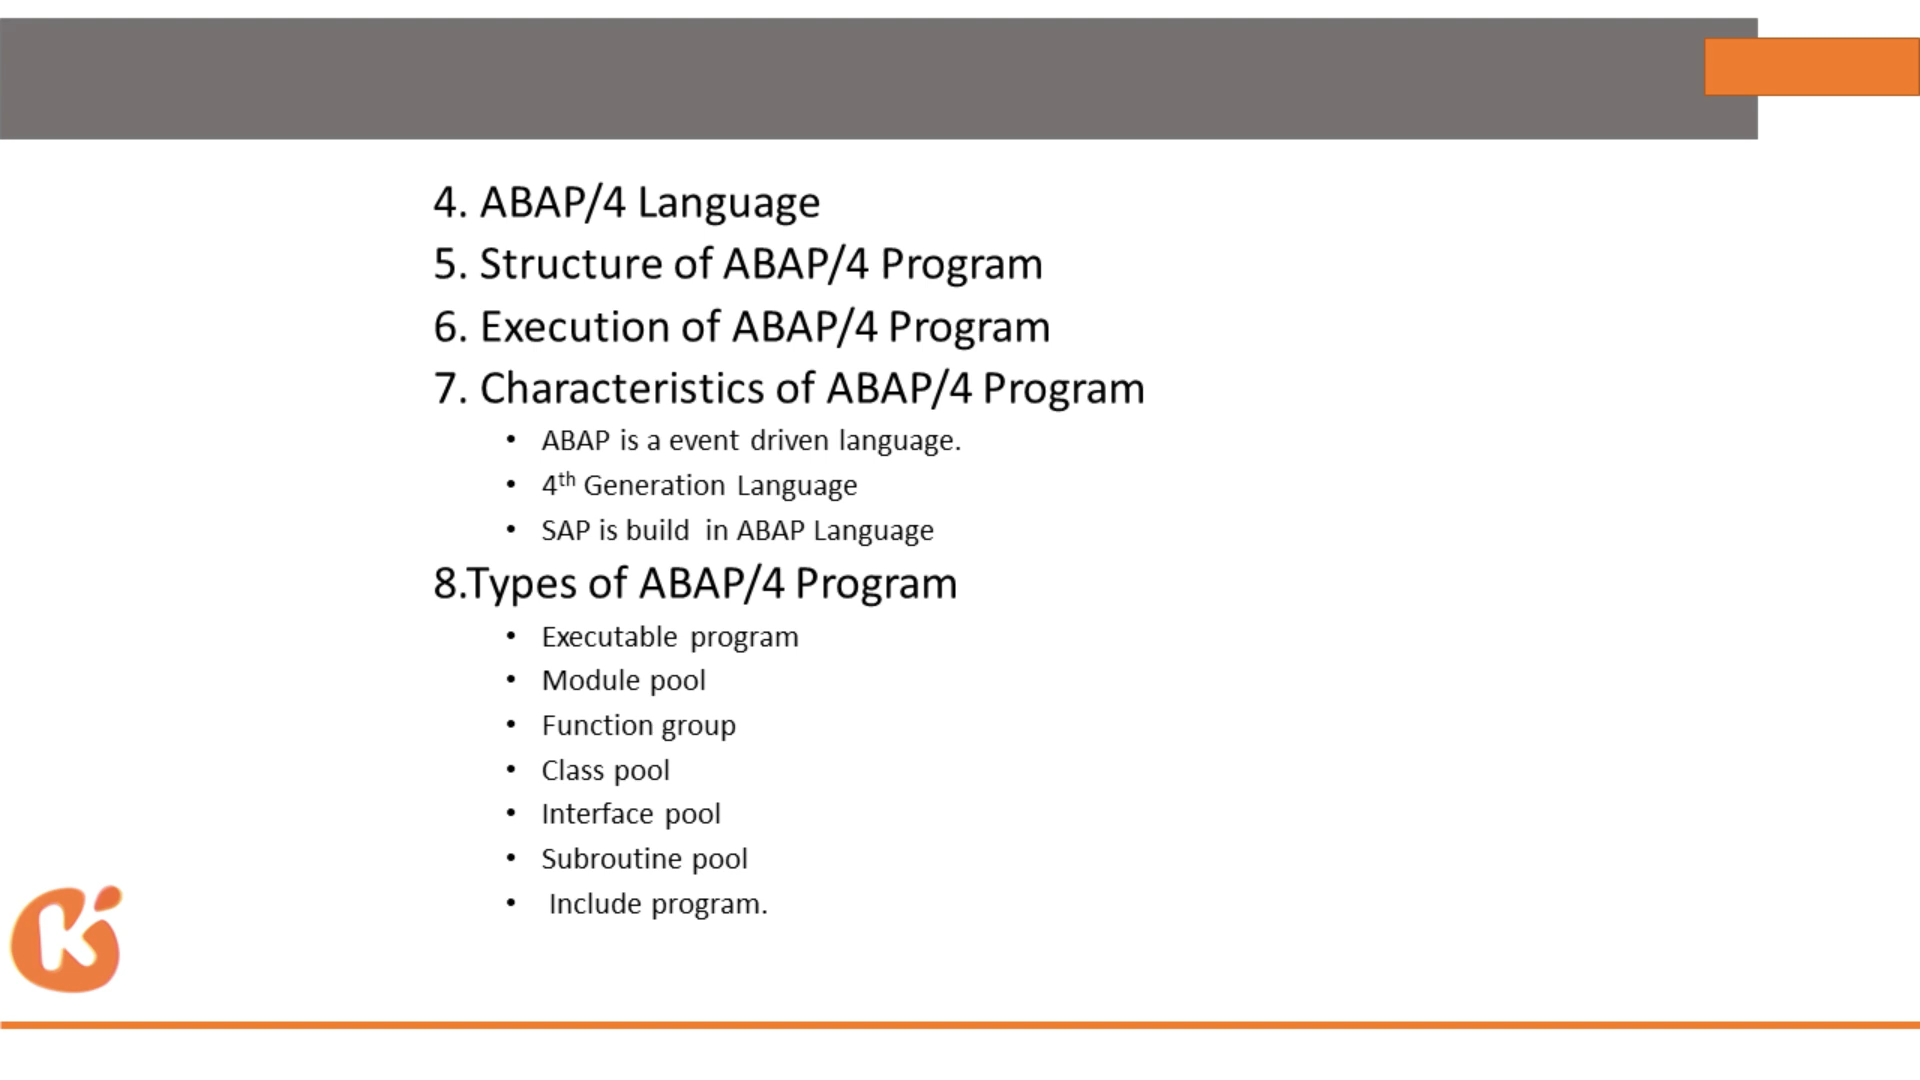 4. ABAP/4 Language
5. Structure of ABAP/4 Program
6. Execution of ABAP/4 Program
7. Characteristics of ABAP/4 Program
• ABAP is a event driven language.
• 4th Generation Language
• SAP is build in ABAP Language
8.Types of ABAP/4 Program
• Executable program
• Module pool
• Function group
• Class pool
• Interface pool
• Subroutine pool
• Include program.
K